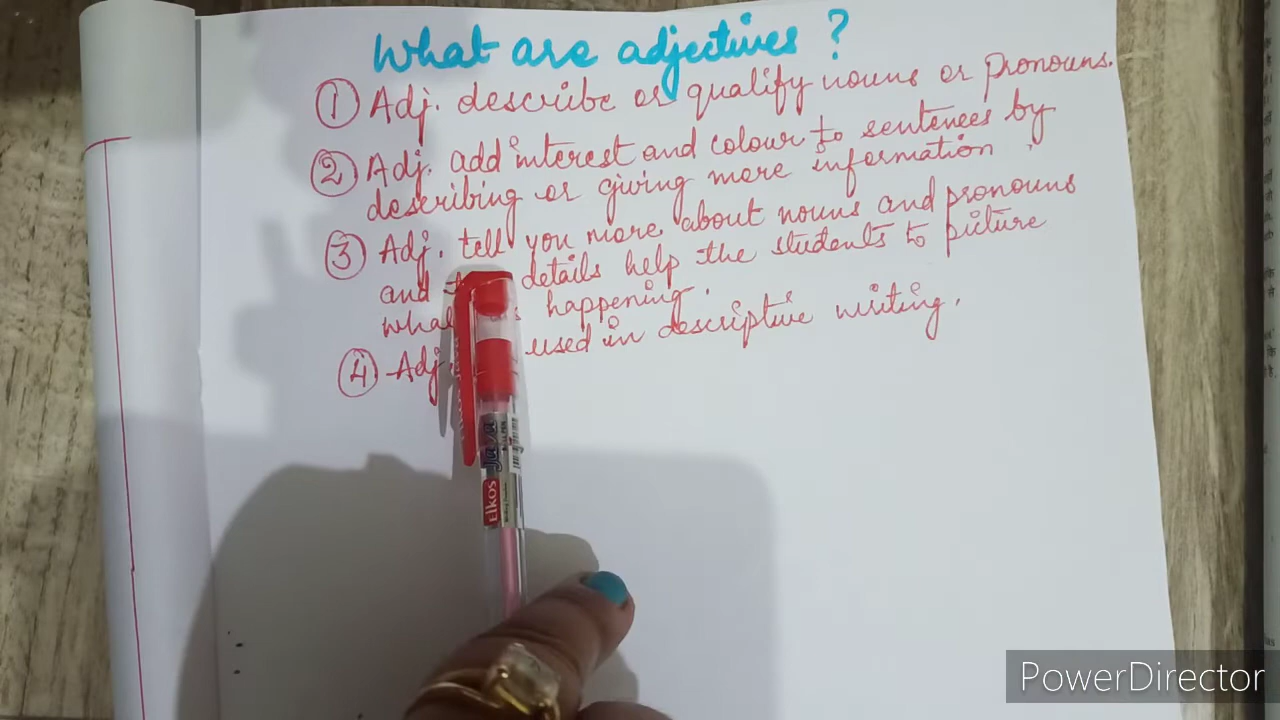 What are adjectives ?
① Adj. describe or qualify nouns or pronouns.
② Adj. add interest and colour to sentences by
describing or giving more information .
③ Adj. tell you more about nouns and pronouns
and details help the students to picture
happening.
④ Adj used in descriptive writing.
Java
Elkos
PowerDirector